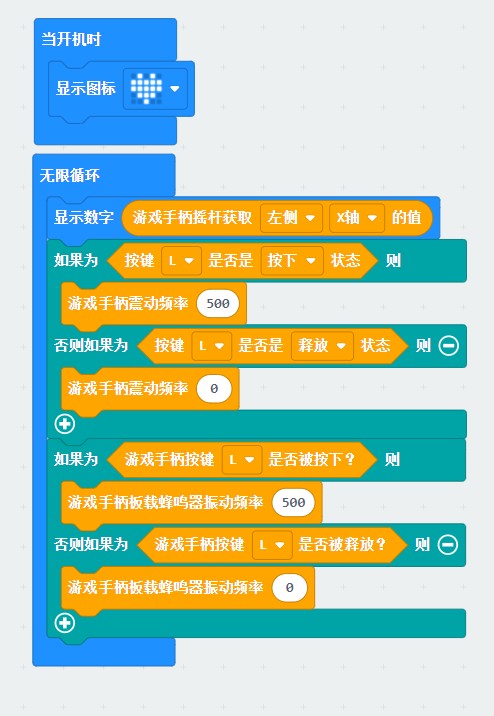 当开机时
显示图标
无限循环
显示数字 游戏手柄摇杆获取 左侧 X轴 的值
如果为 按键 L 是否是 按下 状态 则
游戏手柄震动频率 500
否则如果为 按键 L 是否是 释放 状态 则
游戏手柄震动频率 0
如果为 游戏手柄按键 L 是否被按下? 则
游戏手柄板载蜂鸣器振动频率 500
否则如果为 游戏手柄按键 L 是否被释放? 则
游戏手柄板载蜂鸣器振动频率 0